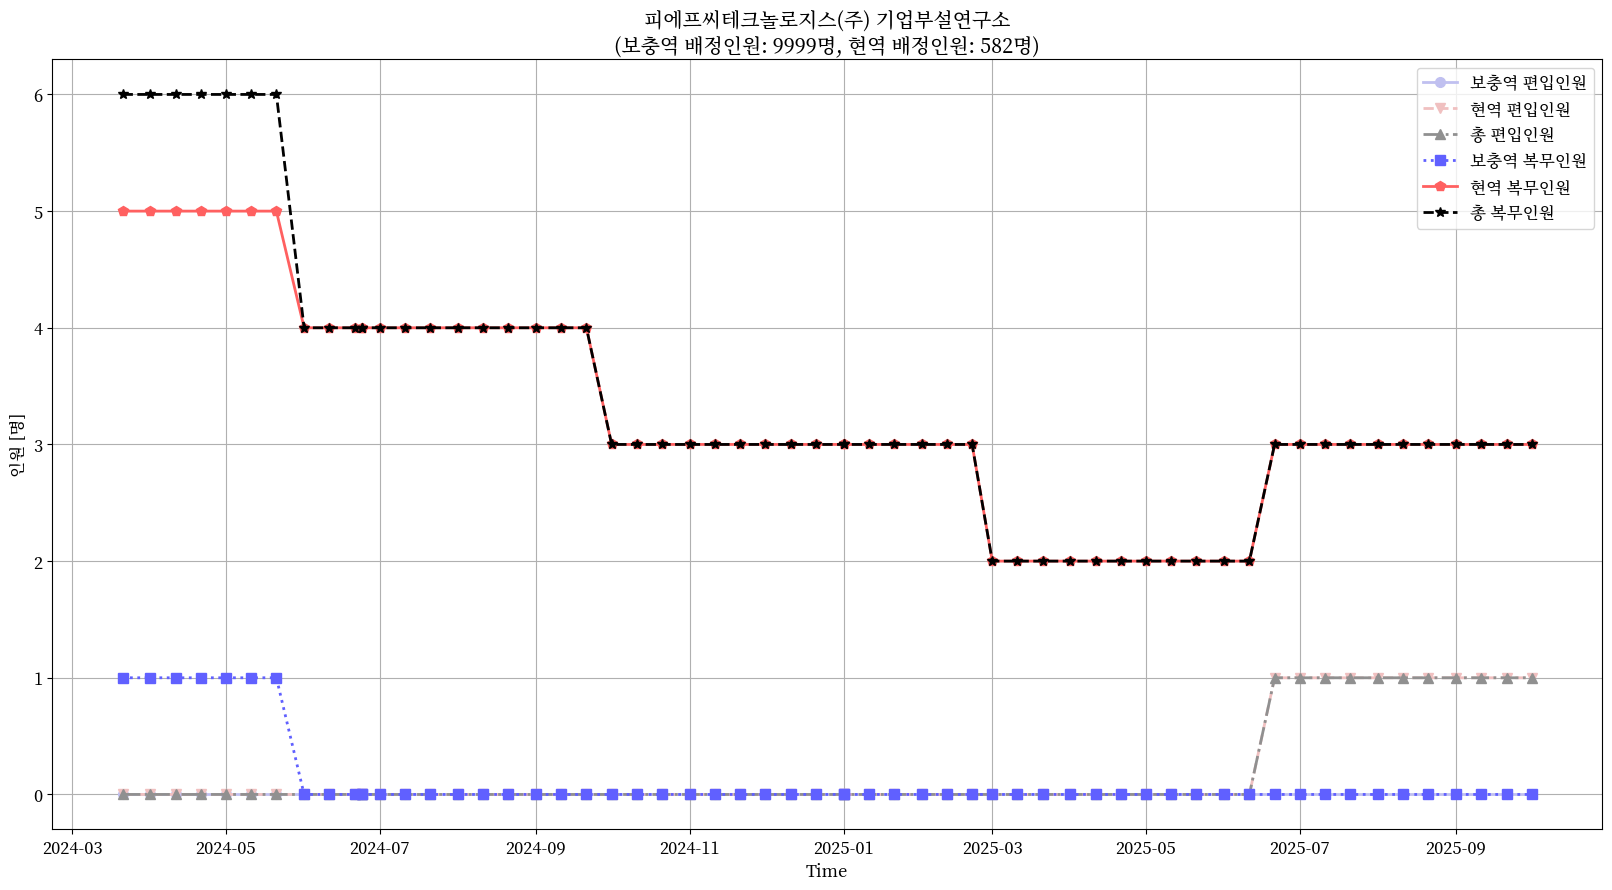 피에프씨테크놀로지스(주) 기업부설연구소
(보충역 배정인원: 9999명, 현역 배정인원: 582명)
보충역 편입인원
현역 편입인원
총 편입인원
보충역 복무인원
현역 복무인원
총 복무인원
인원 [명]
6
5
4
3
2
1
0
2024-03
2024-05
2024-07
2024-09
2024-11
2025-01
2025-03
2025-05
2025-07
2025-09
Time